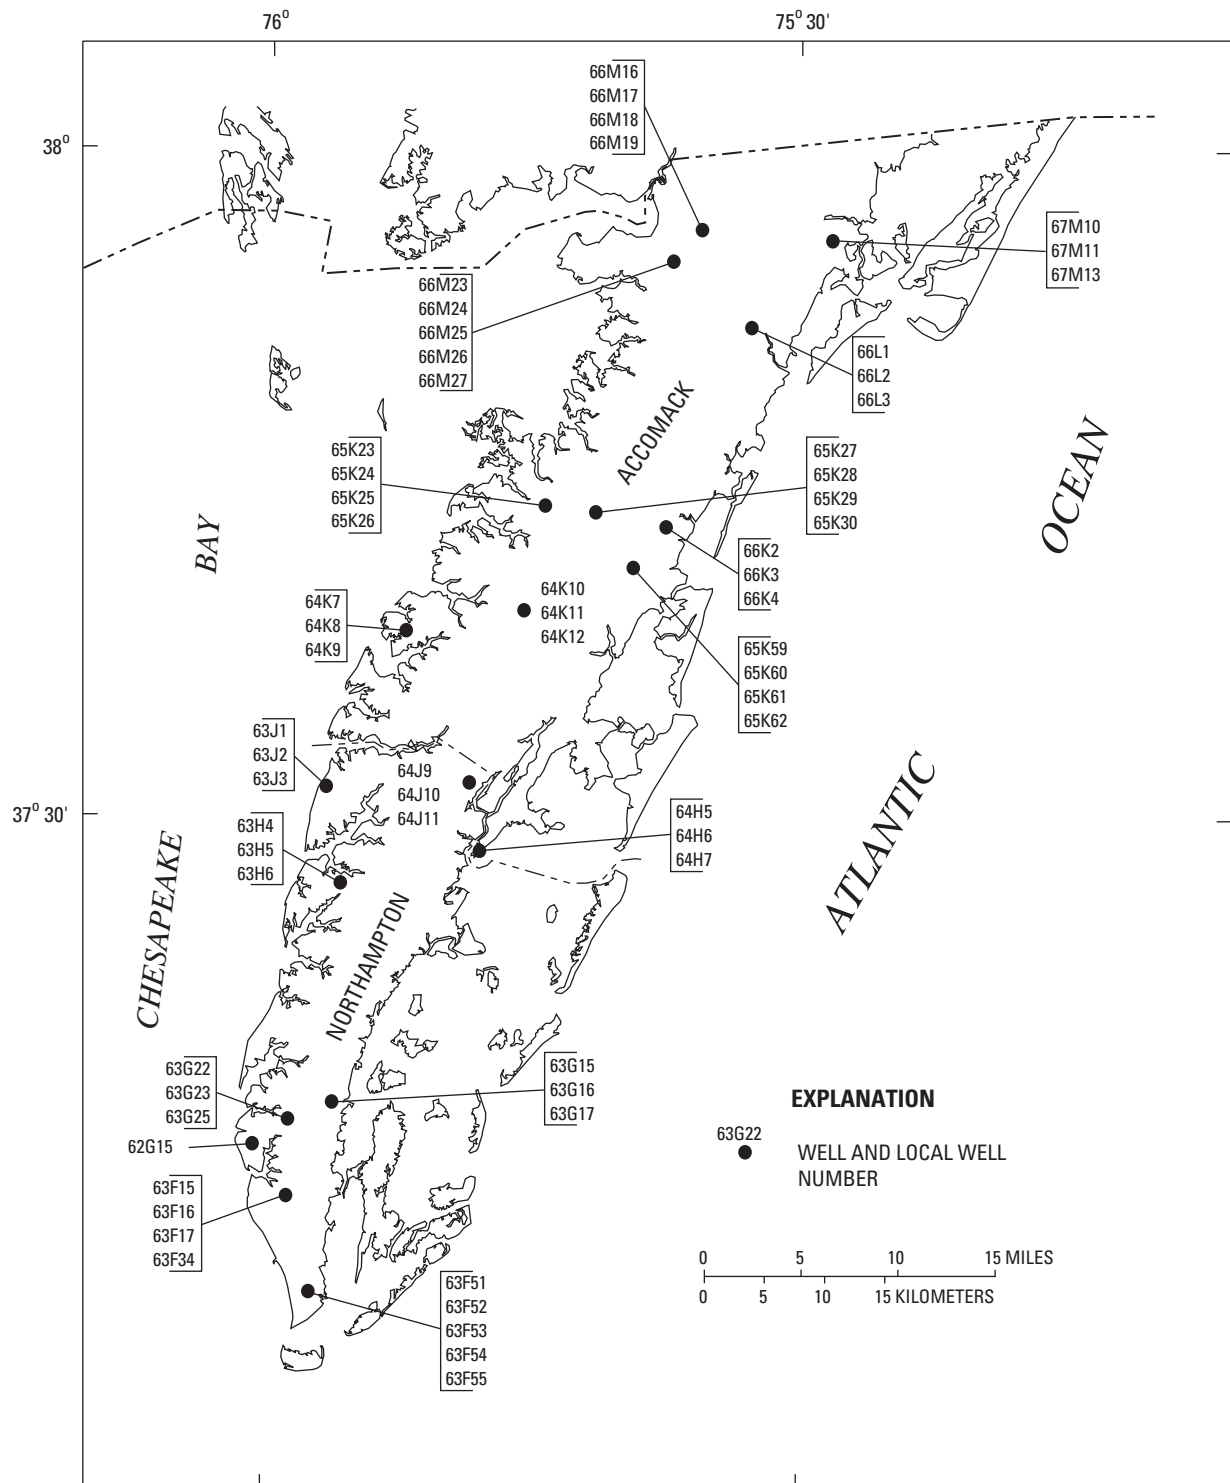 76°
75° 30'
38°
66M16
66M17
66M18
66M19
67M10
67M11
67M13
66M23
66M24
66M25
66M26
66M27
66L1
66L2
66L3
ACCOMACK
65K23
65K24
65K25
65K26
65K27
65K28
65K29
65K30
OCEAN
BAY
66K2
66K3
66K4
64K7
64K8
64K9
64K10
64K11
64K12
65K59
65K60
65K61
65K62
63J1
63J2
63J3
64J9
64J10
64J11
37° 30'
63H4
63H5
63H6
64H5
64H6
64H7
ATLANTIC
CHESAPEAKE
NORTHAMPTON
63G22
63G23
63G25
63G15
63G16
63G17
62G15
63F15
63F16
63F17
63F34
63F51
63F52
63F53
63F54
63F55
EXPLANATION
63G22
WELL AND LOCAL WELL
NUMBER
0 5 10 15 MILES
0 5 10 15 KILOMETERS